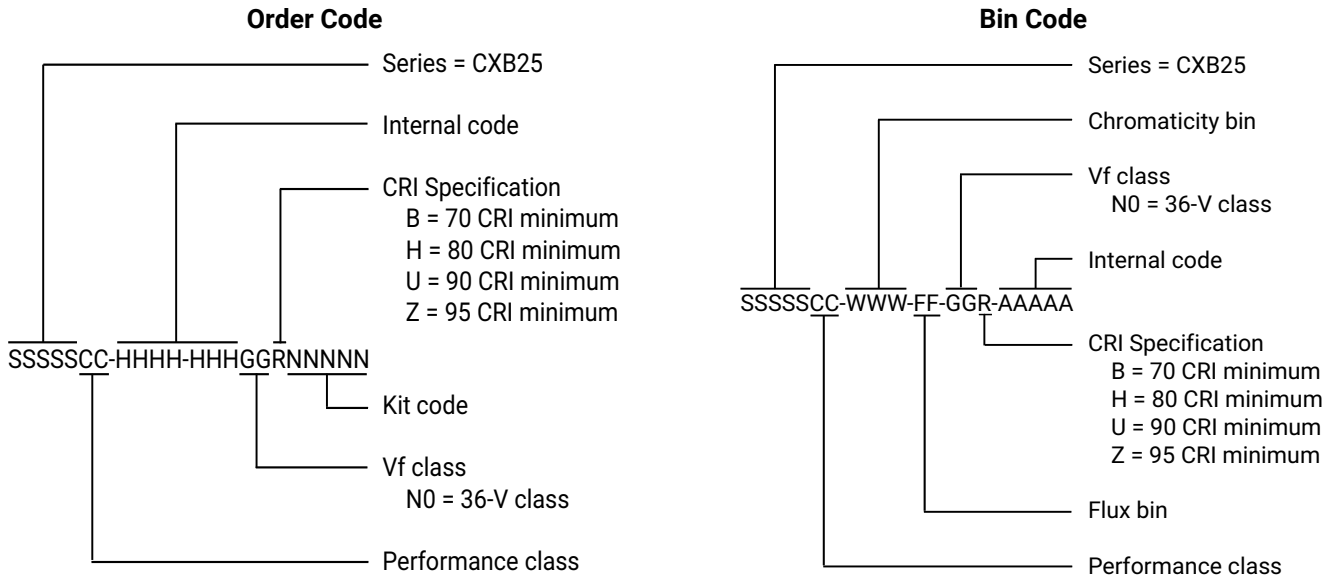 Order Code
Series = CXB25
Internal code
CRI Specification
B = 70 CRI minimum
H = 80 CRI minimum
U = 90 CRI minimum
Z = 95 CRI minimum
SSSSSCC-HHHH-HHHGGRNNNNN
Kit code
Vf class
N0 = 36-V class
Performance class
Bin Code
Series = CXB25
Chromaticity bin
Vf class
N0 = 36-V class
Internal code
SSSSSCC-WWW-FF-GGR-AAAAA
CRI Specification
B = 70 CRI minimum
H = 80 CRI minimum
U = 90 CRI minimum
Z = 95 CRI minimum
Flux bin
Performance class